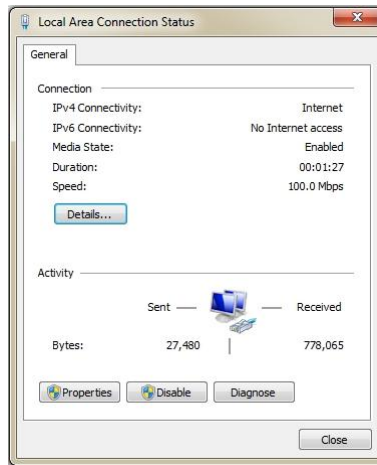 Local Area Connection Status
General
Connection
IPv4 Connectivity: Internet
IPv6 Connectivity: No Internet access
Media State: Enabled
Duration: 00:01:27
Speed: 100.0 Mbps
Details...
Activity
Sent Received
Bytes: 27,480 778,065
Properties Disable Diagnose
Close